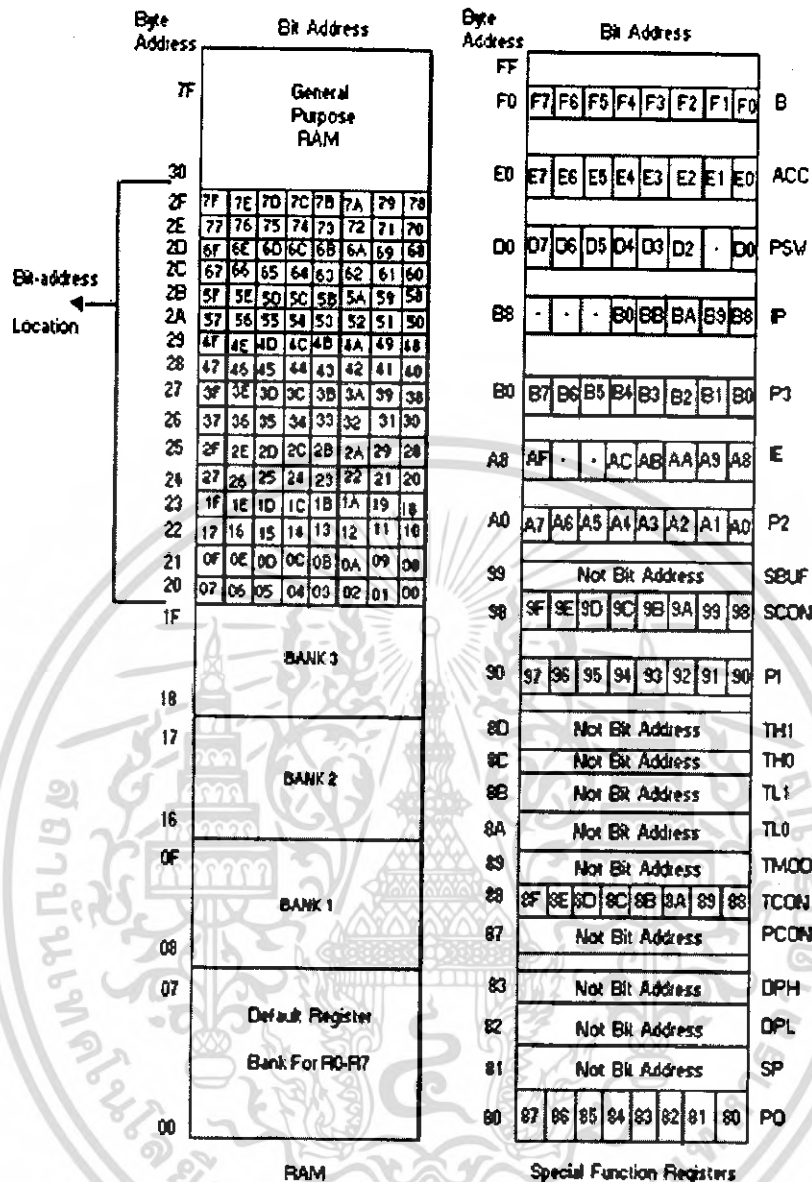 Byte Address Bit Address
7F General Purpose RAM
30
2F 7F 7E 7D 7C 7B 7A 79 78
2E 77 76 75 74 73 72 71 70
2D 6F 6E 6D 6C 6B 6A 69 68
2C 67 66 65 64 63 62 61 60
2B 5F 5E 5D 5C 5B 5A 59 58
2A 57 56 55 54 53 52 51 50
29 4F 4E 4D 4C 4B 4A 49 48
28 47 46 45 44 43 42 41 40
27 3F 3E 3D 3C 3B 3A 39 38
26 37 36 35 34 33 32 31 30
25 2F 2E 2D 2C 2B 2A 29 28
24 27 26 25 24 23 22 21 20
23 1F 1E 1D 1C 1B 1A 19 18
22 17 16 15 14 13 12 11 10
21 0F 0E 0D 0C 0B 0A 09 08
20 07 06 05 04 03 02 01 00
Bit-address
Location
1F
BANK 3
18
17
BANK 2
16
0F
BANK 1
08
07
Default Register
Bank For R0-R7
00
RAM
Byte Address Bit Address
FF
F0 F7 F6 F5 F4 F3 F2 F1 F0 B
E0 E7 E6 E5 E4 E3 E2 E1 E0 ACC
D0 D7 D6 D5 D4 D3 D2 · D0 PSW
B8 · · · B0 BB BA B9 B8 IP
B0 B7 B6 B5 B4 B3 B2 B1 B0 P3
A8 AF · · AC AB AA A9 A8 IE
A0 A7 A6 A5 A4 A3 A2 A1 A0 P2
99 Not Bit Address SBUF
98 9F 9E 9D 9C 9B 9A 99 98 SCON
90 97 96 95 94 93 92 91 90 P1
8D Not Bit Address TH1
8C Not Bit Address TH0
8B Not Bit Address TL1
8A Not Bit Address TL0
89 Not Bit Address TMOD
88 8F 8E 8D 8C 8B 8A 89 88 TCON
87 Not Bit Address PCON
83 Not Bit Address DPH
82 Not Bit Address DPL
81 Not Bit Address SP
80 87 86 85 84 83 82 81 80 PO
Special Function Registers